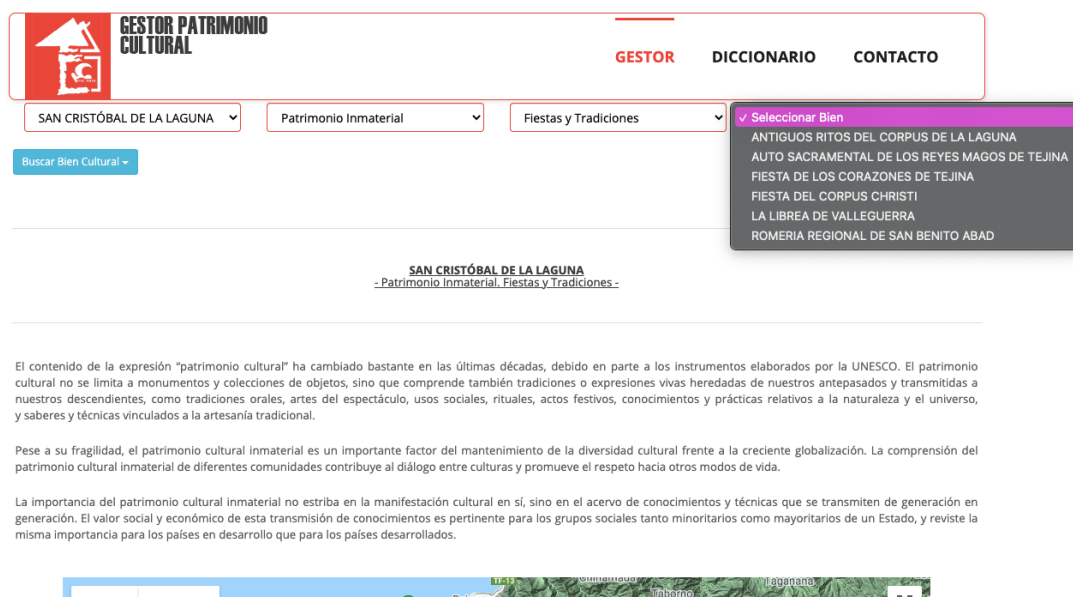 GESTOR PATRIMONIO
CULTURAL
GESTOR DICCIONARIO CONTACTO
SAN CRISTÓBAL DE LA LAGUNA
Patrimonio Inmaterial
Fiestas y Tradiciones
✓ Seleccionar Bien
ANTIGUOS RITOS DEL CORPUS DE LA LAGUNA
AUTO SACRAMENTAL DE LOS REYES MAGOS DE TEJINA
FIESTA DE LOS CORAZONES DE TEJINA
FIESTA DEL CORPUS CHRISTI
LA LIBREA DE VALLEGUERRA
ROMERIA REGIONAL DE SAN BENITO ABAD
Buscar Bien Cultural
SAN CRISTÓBAL DE LA LAGUNA
- Patrimonio Inmaterial. Fiestas y Tradiciones -
El contenido de la expresión “patrimonio cultural” ha cambiado bastante en las últimas décadas, debido en parte a los instrumentos elaborados por la UNESCO. El patrimonio
cultural no se limita a monumentos y colecciones de objetos, sino que comprende también tradiciones o expresiones vivas heredadas de nuestros antepasados y transmitidas a
nuestros descendientes, como tradiciones orales, artes del espectáculo, usos sociales, rituales, actos festivos, conocimientos y prácticas relativos a la naturaleza y el universo,
y saberes y técnicas vinculados a la artesanía tradicional.
Pese a su fragilidad, el patrimonio cultural inmaterial es un importante factor del mantenimiento de la diversidad cultural frente a la creciente globalización. La comprensión del
patrimonio cultural inmaterial de diferentes comunidades contribuye al diálogo entre culturas y promueve el respeto hacia otros modos de vida.
La importancia del patrimonio cultural inmaterial no estriba en la manifestación cultural en sí, sino en el acervo de conocimientos y técnicas que se transmiten de generación en
generación. El valor social y económico de esta transmisión de conocimientos es pertinente para los grupos sociales tanto minoritarios como mayoritarios de un Estado, y reviste la
misma importancia para los países en desarrollo que para los países desarrollados.
TF-13
Chinamada
Taganana
Taborno